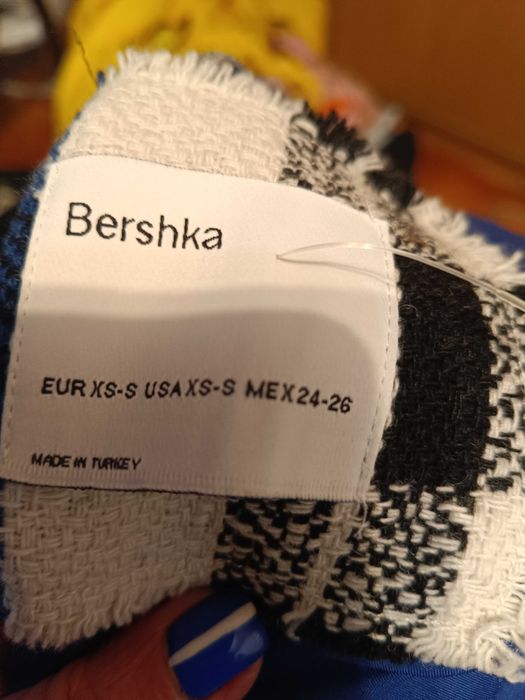 Bershka
EUR XS-S USA XS-S MEX 24-26
MADE IN TURKEY